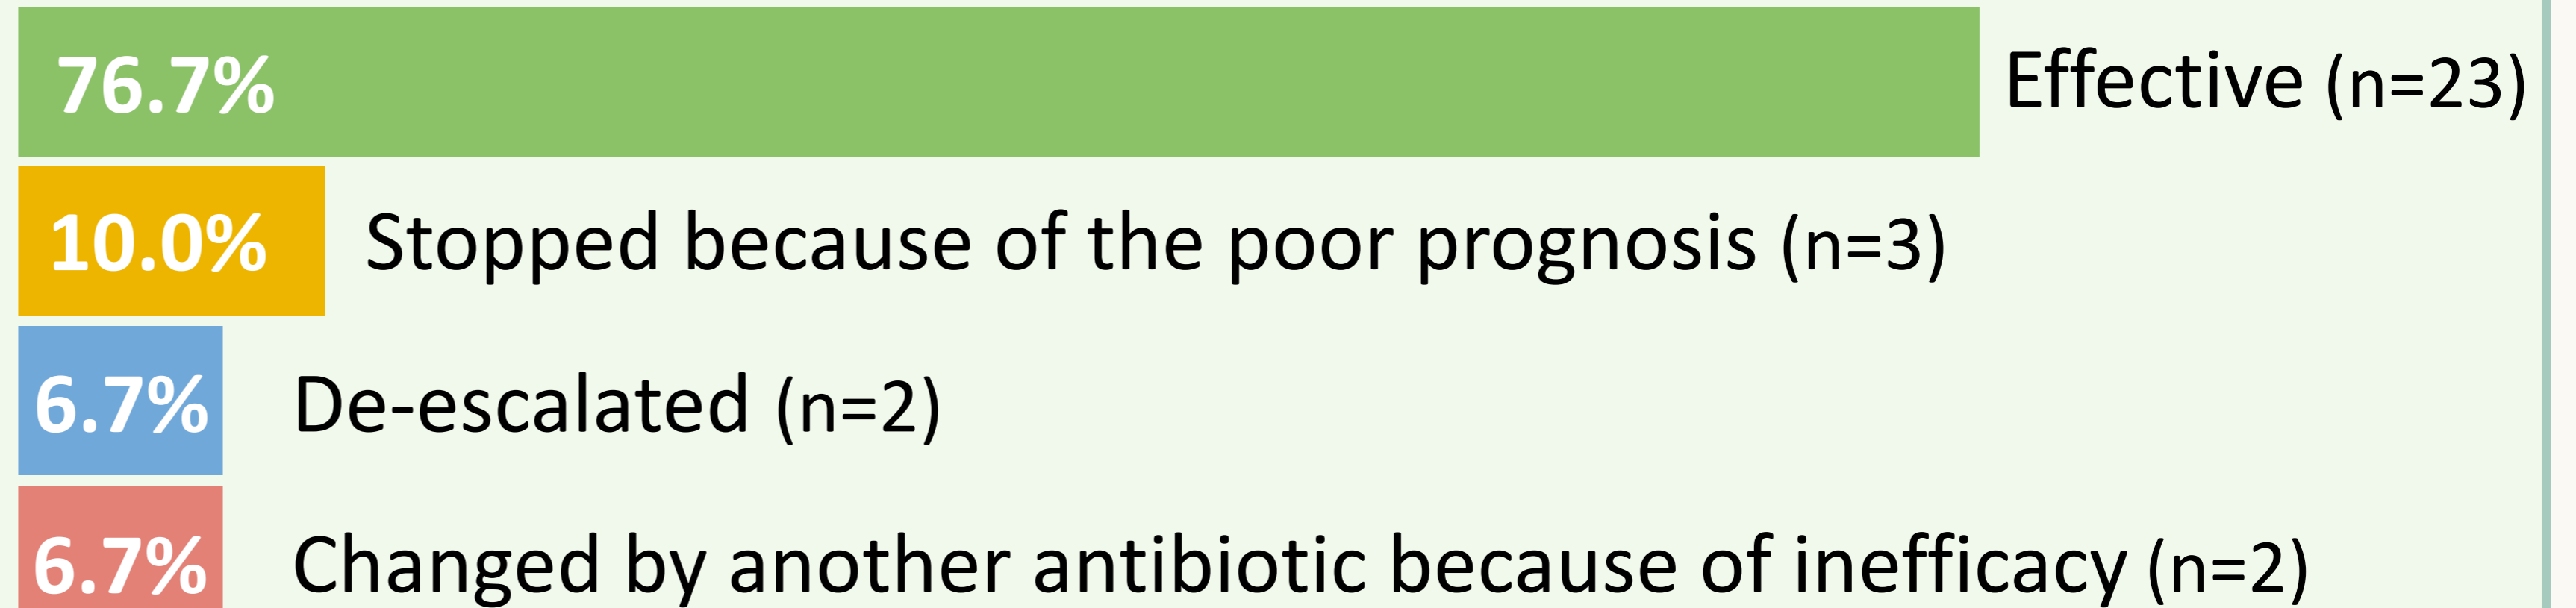 76.7% Effective (n=23)
10.0% Stopped because of the poor prognosis (n=3)
6.7% De-escalated (n=2)
6.7% Changed by another antibiotic because of inefficacy (n=2)